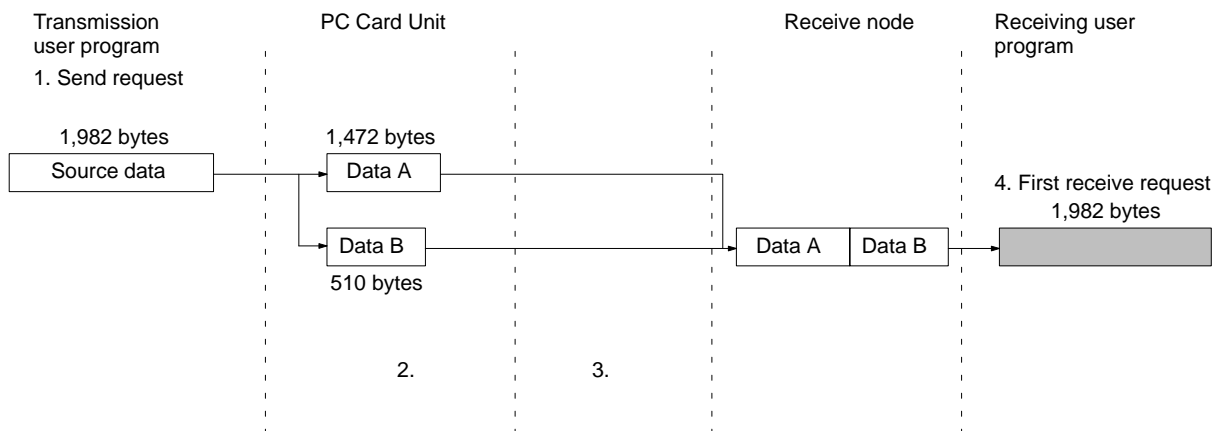 Transmission
user program
PC Card Unit
Receive node
Receiving user
program
1. Send request
1,982 bytes
Source data
1,472 bytes
Data A
Data B
510 bytes
Data A
Data B
4. First receive request
1,982 bytes
2.
3.